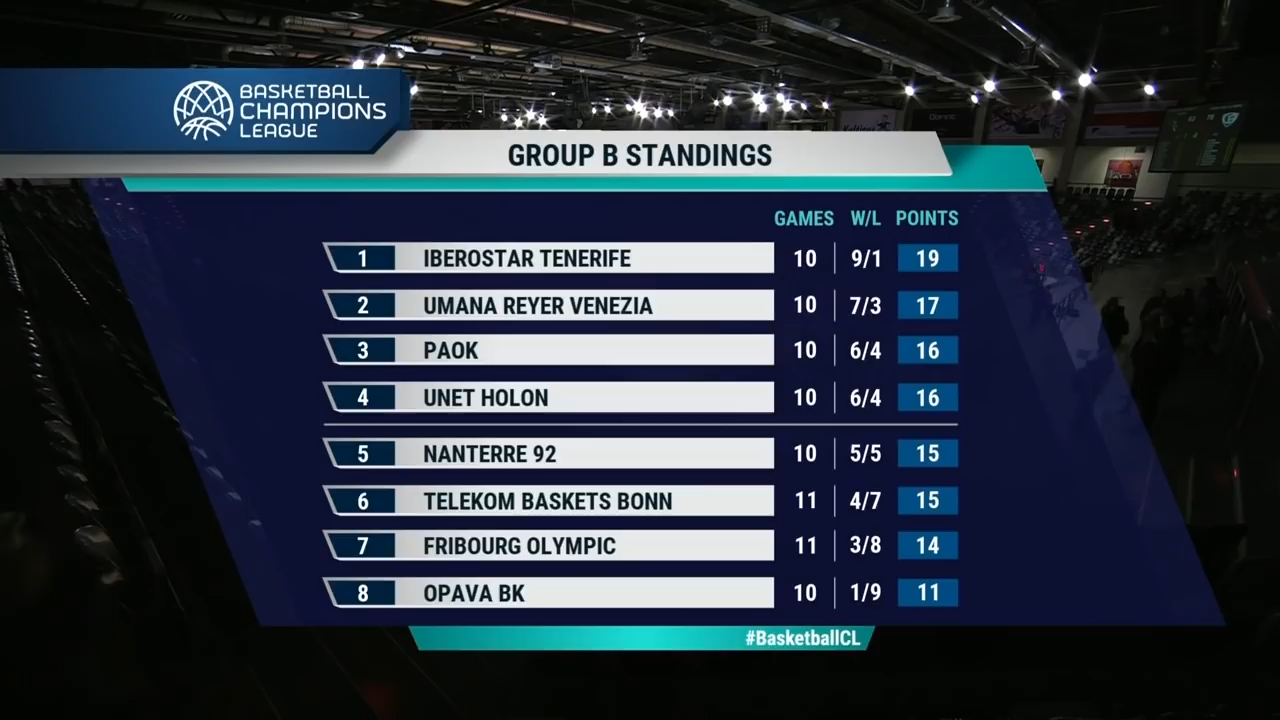 BASKETBALL
CHAMPIONS
LEAGUE
GROUP B STANDINGS
GAMES W/L POINTS
1 IBEROSTAR TENERIFE 10 9/1 19
2 UMANA REYER VENEZIA 10 7/3 17
3 PAOK 10 6/4 16
4 UNET HOLON 10 6/4 16
5 NANTERRE 92 10 5/5 15
6 TELEKOM BASKETS BONN 11 4/7 15
7 FRIBOURG OLYMPIC 11 3/8 14
8 OPAVA BK 10 1/9 11
#BasketballCL